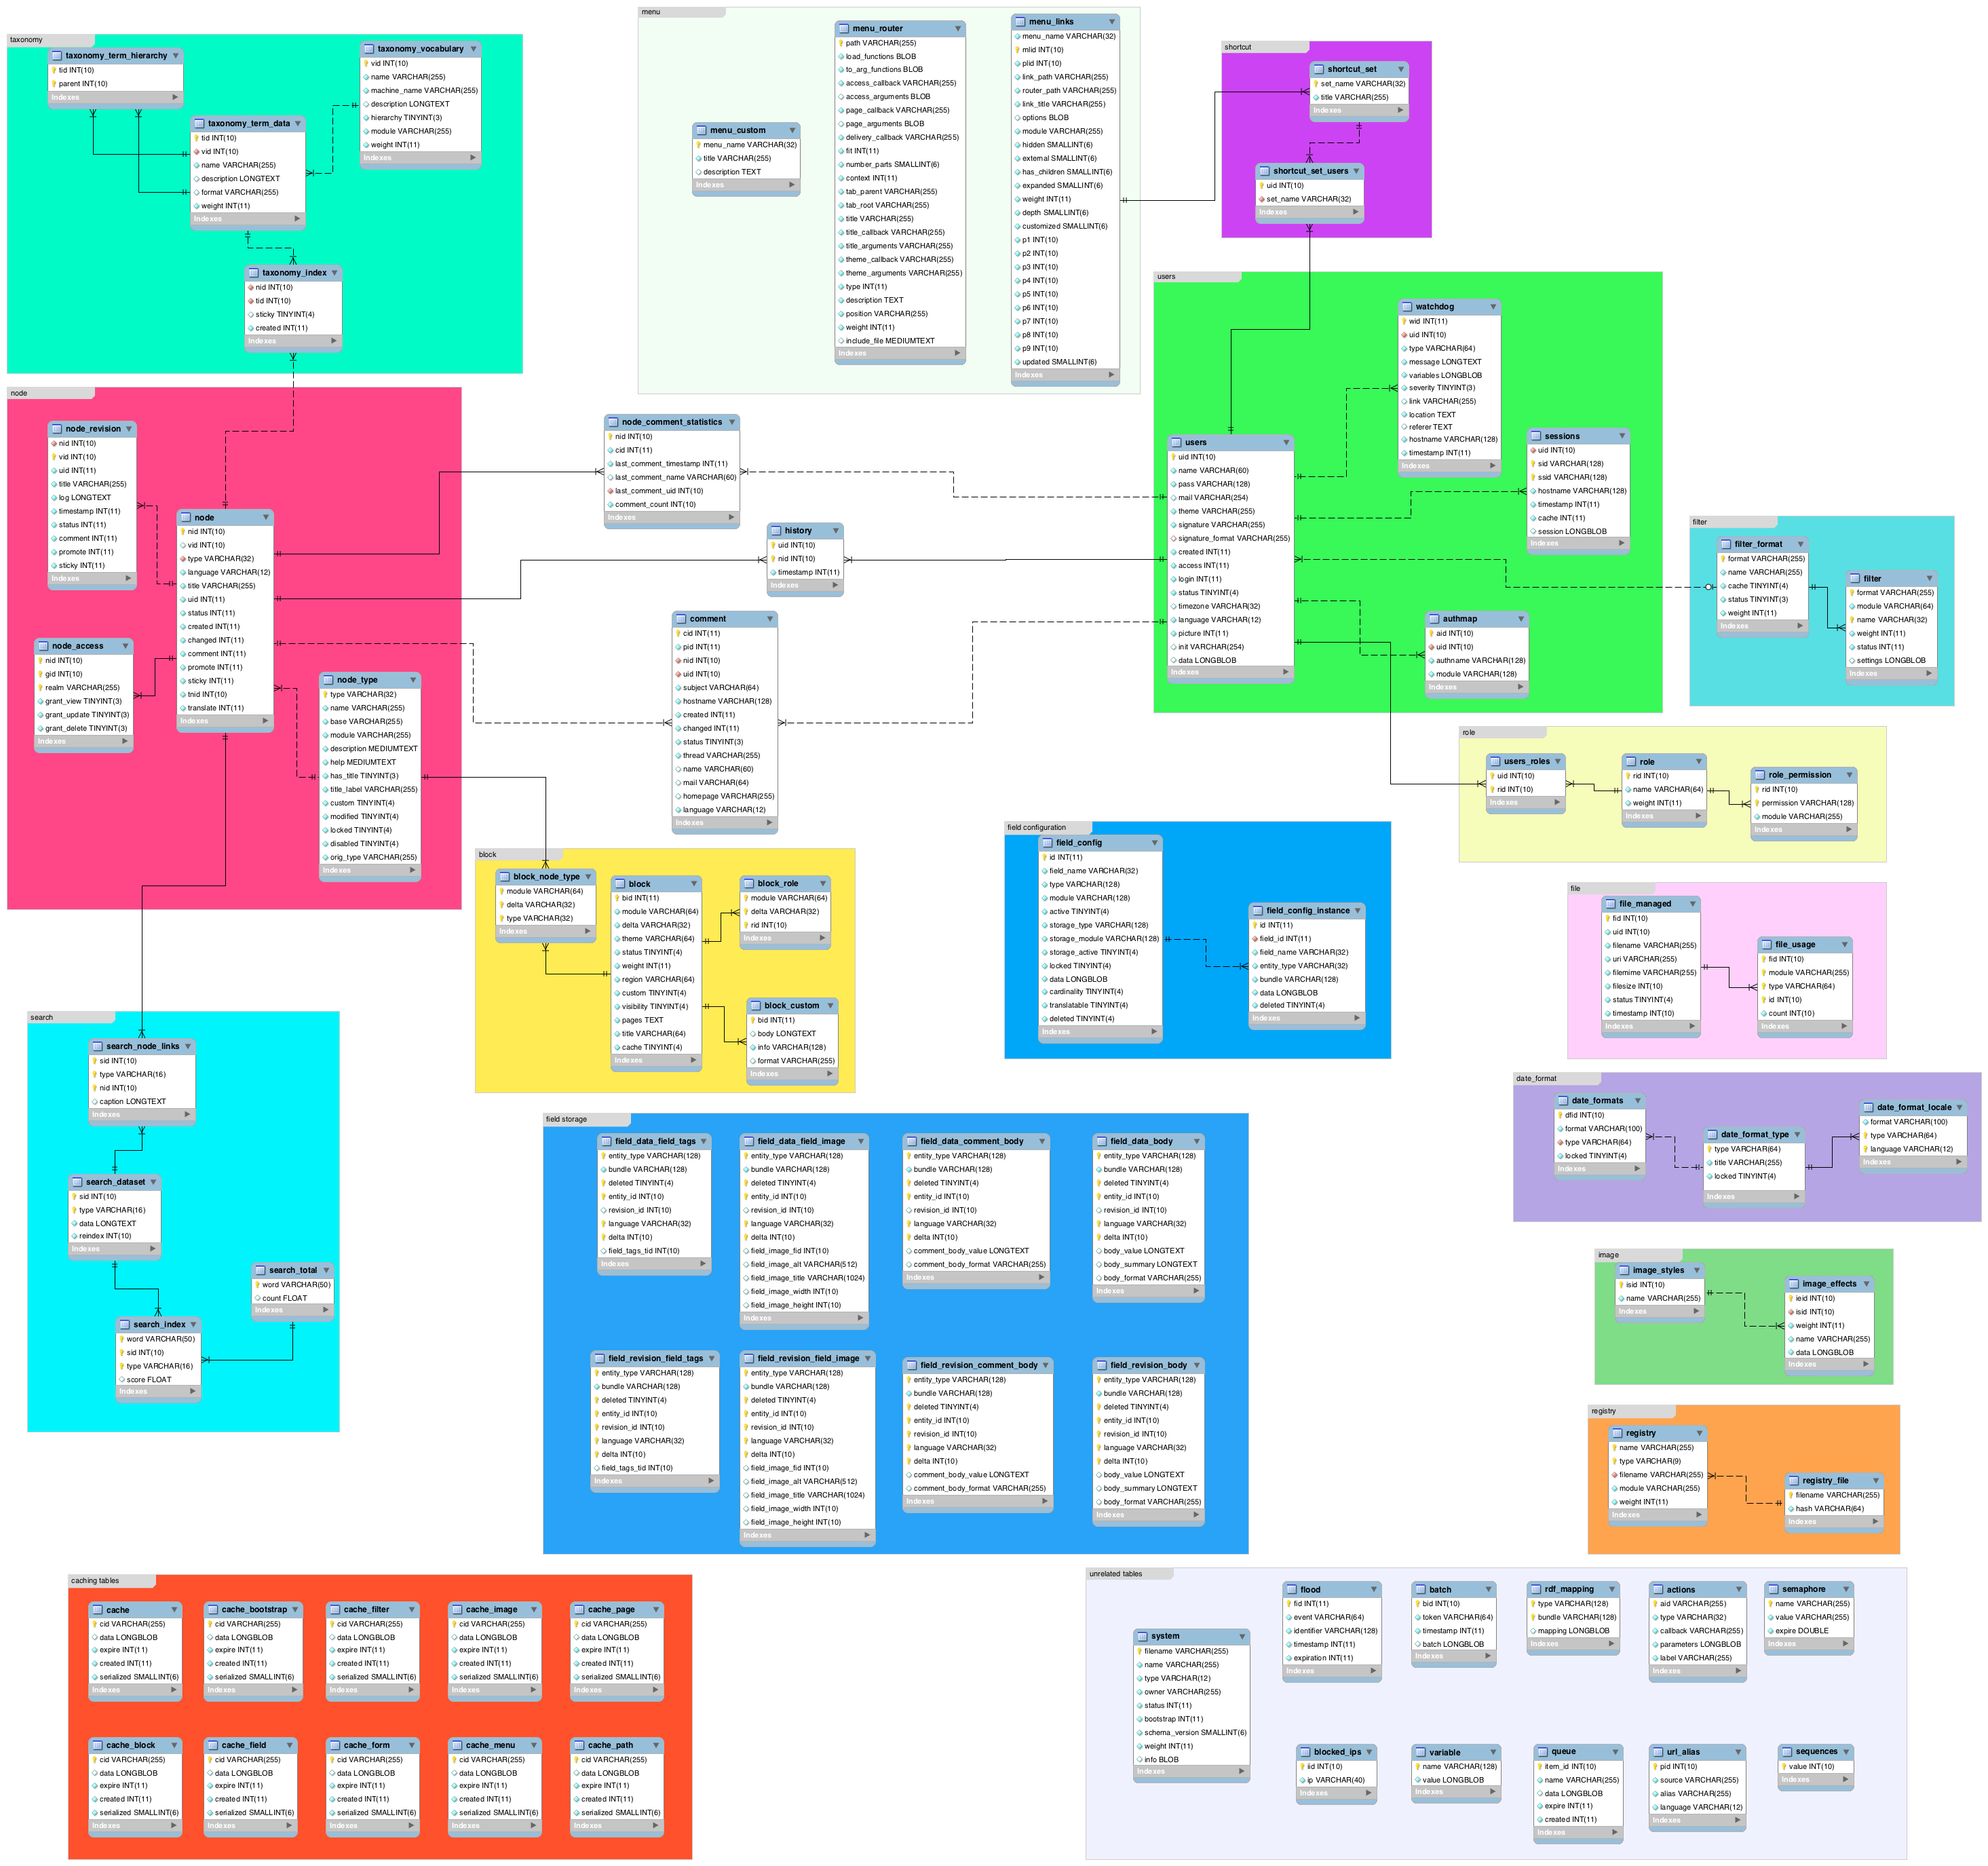 taxonomy
taxonomy_term_hierarchy
tid INT(10)
parent INT(10)
Indexes
taxonomy_vocabulary
vid INT(10)
name VARCHAR(255)
machine_name VARCHAR(255)
description LONGTEXT
hierarchy TINYINT(3)
module VARCHAR(255)
weight INT(11)
Indexes
taxonomy_term_data
tid INT(10)
vid INT(10)
name VARCHAR(255)
description LONGTEXT
format VARCHAR(255)
weight INT(11)
Indexes
taxonomy_index
nid INT(10)
tid INT(10)
sticky TINYINT(4)
created INT(11)
Indexes
menu
menu_custom
menu_name VARCHAR(32)
title VARCHAR(255)
description TEXT
Indexes
menu_router
path VARCHAR(255)
load_functions BLOB
to_arg_functions BLOB
access_callback VARCHAR(255)
access_arguments BLOB
page_callback VARCHAR(255)
page_arguments BLOB
delivery_callback VARCHAR(255)
fit INT(11)
number_parts SMALLINT(6)
context INT(11)
tab_parent VARCHAR(255)
tab_root VARCHAR(255)
title VARCHAR(255)
title_callback VARCHAR(255)
title_arguments VARCHAR(255)
theme_callback VARCHAR(255)
theme_arguments VARCHAR(255)
type INT(11)
description TEXT
position VARCHAR(255)
weight INT(11)
include_file MEDIUMTEXT
Indexes
menu_links
menu_name VARCHAR(32)
mlid INT(10)
plid INT(10)
link_path VARCHAR(255)
router_path VARCHAR(255)
link_title VARCHAR(255)
options BLOB
module VARCHAR(255)
hidden SMALLINT(6)
external SMALLINT(6)
has_children SMALLINT(6)
expanded SMALLINT(6)
weight INT(11)
depth SMALLINT(6)
customized SMALLINT(6)
p1 INT(10)
p2 INT(10)
p3 INT(10)
p4 INT(10)
p5 INT(10)
p6 INT(10)
p7 INT(10)
p8 INT(10)
p9 INT(10)
updated SMALLINT(6)
Indexes
shortcut
shortcut_set
set_name VARCHAR(32)
title VARCHAR(255)
Indexes
shortcut_set_users
uid INT(10)
set_name VARCHAR(32)
Indexes
users
watchdog
wid INT(11)
uid INT(10)
type VARCHAR(64)
message LONGTEXT
variables LONGBLOB
severity TINYINT(3)
link VARCHAR(255)
location TEXT
referer TEXT
hostname VARCHAR(128)
timestamp INT(11)
Indexes
users
uid INT(10)
name VARCHAR(60)
pass VARCHAR(128)
mail VARCHAR(254)
theme VARCHAR(255)
signature VARCHAR(255)
signature_format VARCHAR(255)
created INT(11)
access INT(11)
login INT(11)
status TINYINT(4)
timezone VARCHAR(32)
language VARCHAR(12)
picture INT(11)
init VARCHAR(254)
data LONGBLOB
Indexes
sessions
uid INT(10)
sid VARCHAR(128)
ssid VARCHAR(128)
hostname VARCHAR(128)
timestamp INT(11)
cache INT(11)
session LONGBLOB
Indexes
authmap
aid INT(10)
uid INT(10)
authname VARCHAR(128)
module VARCHAR(128)
Indexes
filter
filter_format
format VARCHAR(255)
name VARCHAR(255)
cache TINYINT(4)
status TINYINT(3)
weight INT(11)
Indexes
filter
format VARCHAR(255)
module VARCHAR(64)
name VARCHAR(32)
weight INT(11)
status INT(11)
settings LONGBLOB
Indexes
node
node_revision
nid INT(10)
vid INT(10)
uid INT(11)
title VARCHAR(255)
log LONGTEXT
timestamp INT(11)
status INT(11)
comment INT(11)
promote INT(11)
sticky INT(11)
Indexes
node
nid INT(10)
vid INT(10)
type VARCHAR(32)
language VARCHAR(12)
title VARCHAR(255)
uid INT(11)
status INT(11)
created INT(11)
changed INT(11)
comment INT(11)
promote INT(11)
sticky INT(11)
tnid INT(10)
translate INT(11)
Indexes
node_access
nid INT(10)
gid INT(10)
realm VARCHAR(255)
grant_view TINYINT(3)
grant_update TINYINT(3)
grant_delete TINYINT(3)
Indexes
node_type
type VARCHAR(32)
name VARCHAR(255)
base VARCHAR(255)
module VARCHAR(255)
description MEDIUMTEXT
help MEDIUMTEXT
has_title TINYINT(3)
title_label VARCHAR(255)
custom TINYINT(4)
modified TINYINT(4)
locked TINYINT(4)
disabled TINYINT(4)
orig_type VARCHAR(255)
Indexes
node_comment_statistics
nid INT(10)
cid INT(11)
last_comment_timestamp INT(11)
last_comment_name VARCHAR(60)
last_comment_uid INT(10)
comment_count INT(10)
Indexes
history
uid INT(10)
nid INT(10)
timestamp INT(11)
Indexes
comment
cid INT(11)
pid INT(11)
nid INT(10)
uid INT(10)
subject VARCHAR(64)
hostname VARCHAR(128)
created INT(11)
changed INT(11)
status TINYINT(3)
thread VARCHAR(255)
name VARCHAR(60)
mail VARCHAR(64)
homepage VARCHAR(255)
language VARCHAR(12)
Indexes
role
users_roles
uid INT(10)
rid INT(10)
Indexes
role
rid INT(10)
name VARCHAR(64)
weight INT(11)
Indexes
role_permission
rid INT(10)
permission VARCHAR(128)
module VARCHAR(255)
Indexes
block
block_node_type
module VARCHAR(64)
delta VARCHAR(32)
type VARCHAR(32)
Indexes
block
bid INT(11)
module VARCHAR(64)
delta VARCHAR(32)
theme VARCHAR(64)
status TINYINT(4)
weight INT(11)
region VARCHAR(64)
custom TINYINT(4)
visibility TINYINT(4)
pages TEXT
title VARCHAR(64)
cache TINYINT(4)
Indexes
block_role
module VARCHAR(64)
delta VARCHAR(32)
rid INT(10)
Indexes
block_custom
bid INT(11)
body LONGTEXT
info VARCHAR(128)
format VARCHAR(255)
Indexes
field configuration
field_config
id INT(11)
field_name VARCHAR(32)
type VARCHAR(128)
module VARCHAR(128)
active TINYINT(4)
storage_type VARCHAR(128)
storage_module VARCHAR(128)
storage_active TINYINT(4)
locked TINYINT(4)
data LONGBLOB
cardinality TINYINT(4)
translatable TINYINT(4)
deleted TINYINT(4)
Indexes
field_config_instance
id INT(11)
field_id INT(11)
field_name VARCHAR(32)
entity_type VARCHAR(32)
bundle VARCHAR(128)
data LONGBLOB
deleted TINYINT(4)
Indexes
file
file_managed
fid INT(10)
uid INT(10)
filename VARCHAR(255)
uri VARCHAR(255)
filemime VARCHAR(255)
filesize INT(10)
status TINYINT(4)
timestamp INT(10)
Indexes
file_usage
fid INT(10)
module VARCHAR(255)
type VARCHAR(64)
id INT(10)
count INT(10)
Indexes
search
search_node_links
sid INT(10)
type VARCHAR(16)
nid INT(10)
caption LONGTEXT
Indexes
search_dataset
sid INT(10)
type VARCHAR(16)
data LONGTEXT
reindex INT(10)
Indexes
search_total
word VARCHAR(50)
count FLOAT
Indexes
search_index
word VARCHAR(50)
sid INT(10)
type VARCHAR(16)
score FLOAT
Indexes
field storage
field_data_field_tags
entity_type VARCHAR(128)
bundle VARCHAR(128)
deleted TINYINT(4)
entity_id INT(10)
revision_id INT(10)
language VARCHAR(32)
delta INT(10)
field_tags_tid INT(10)
Indexes
field_data_field_image
entity_type VARCHAR(128)
bundle VARCHAR(128)
deleted TINYINT(4)
entity_id INT(10)
revision_id INT(10)
language VARCHAR(32)
delta INT(10)
field_image_fid INT(10)
field_image_alt VARCHAR(512)
field_image_title VARCHAR(1024)
field_image_width INT(10)
field_image_height INT(10)
Indexes
field_data_comment_body
entity_type VARCHAR(128)
bundle VARCHAR(128)
deleted TINYINT(4)
entity_id INT(10)
revision_id INT(10)
language VARCHAR(32)
delta INT(10)
comment_body_value LONGTEXT
comment_body_format VARCHAR(255)
Indexes
field_data_body
entity_type VARCHAR(128)
bundle VARCHAR(128)
deleted TINYINT(4)
entity_id INT(10)
revision_id INT(10)
language VARCHAR(32)
delta INT(10)
body_value LONGTEXT
body_summary LONGTEXT
body_format VARCHAR(255)
Indexes
field_revision_field_tags
entity_type VARCHAR(128)
bundle VARCHAR(128)
deleted TINYINT(4)
entity_id INT(10)
revision_id INT(10)
language VARCHAR(32)
delta INT(10)
field_tags_tid INT(10)
Indexes
field_revision_field_image
entity_type VARCHAR(128)
bundle VARCHAR(128)
deleted TINYINT(4)
entity_id INT(10)
revision_id INT(10)
language VARCHAR(32)
delta INT(10)
field_image_fid INT(10)
field_image_alt VARCHAR(512)
field_image_title VARCHAR(1024)
field_image_width INT(10)
field_image_height INT(10)
Indexes
field_revision_comment_body
entity_type VARCHAR(128)
bundle VARCHAR(128)
deleted TINYINT(4)
entity_id INT(10)
revision_id INT(10)
language VARCHAR(32)
delta INT(10)
comment_body_value LONGTEXT
comment_body_format VARCHAR(255)
Indexes
field_revision_body
entity_type VARCHAR(128)
bundle VARCHAR(128)
deleted TINYINT(4)
entity_id INT(10)
revision_id INT(10)
language VARCHAR(32)
delta INT(10)
body_value LONGTEXT
body_summary LONGTEXT
body_format VARCHAR(255)
Indexes
date_format
date_formats
dfid INT(10)
format VARCHAR(100)
type VARCHAR(64)
locked TINYINT(4)
Indexes
date_format_type
type VARCHAR(64)
title VARCHAR(255)
locked TINYINT(4)
Indexes
date_format_locale
format VARCHAR(100)
type VARCHAR(64)
language VARCHAR(12)
Indexes
image
image_styles
isid INT(10)
name VARCHAR(255)
Indexes
image_effects
ieid INT(10)
isid INT(10)
weight INT(11)
name VARCHAR(255)
data LONGBLOB
Indexes
registry
registry
name VARCHAR(255)
type VARCHAR(9)
filename VARCHAR(255)
module VARCHAR(255)
weight INT(11)
Indexes
registry_file
filename VARCHAR(255)
hash VARCHAR(64)
Indexes
caching tables
cache
cid VARCHAR(255)
data LONGBLOB
expire INT(11)
created INT(11)
serialized SMALLINT(6)
Indexes
cache_bootstrap
cid VARCHAR(255)
data LONGBLOB
expire INT(11)
created INT(11)
serialized SMALLINT(6)
Indexes
cache_filter
cid VARCHAR(255)
data LONGBLOB
expire INT(11)
created INT(11)
serialized SMALLINT(6)
Indexes
cache_image
cid VARCHAR(255)
data LONGBLOB
expire INT(11)
created INT(11)
serialized SMALLINT(6)
Indexes
cache_page
cid VARCHAR(255)
data LONGBLOB
expire INT(11)
created INT(11)
serialized SMALLINT(6)
Indexes
cache_block
cid VARCHAR(255)
data LONGBLOB
expire INT(11)
created INT(11)
serialized SMALLINT(6)
Indexes
cache_field
cid VARCHAR(255)
data LONGBLOB
expire INT(11)
created INT(11)
serialized SMALLINT(6)
Indexes
cache_form
cid VARCHAR(255)
data LONGBLOB
expire INT(11)
created INT(11)
serialized SMALLINT(6)
Indexes
cache_menu
cid VARCHAR(255)
data LONGBLOB
expire INT(11)
created INT(11)
serialized SMALLINT(6)
Indexes
cache_path
cid VARCHAR(255)
data LONGBLOB
expire INT(11)
created INT(11)
serialized SMALLINT(6)
Indexes
unrelated tables
system
filename VARCHAR(255)
name VARCHAR(255)
type VARCHAR(12)
owner VARCHAR(255)
status INT(11)
bootstrap INT(11)
schema_version SMALLINT(6)
weight INT(11)
info BLOB
Indexes
flood
fid INT(11)
event VARCHAR(64)
identifier VARCHAR(128)
timestamp INT(11)
expiration INT(11)
Indexes
batch
bid INT(10)
token VARCHAR(64)
timestamp INT(11)
batch LONGBLOB
Indexes
rdf_mapping
type VARCHAR(128)
bundle VARCHAR(128)
mapping LONGBLOB
Indexes
actions
aid VARCHAR(255)
type VARCHAR(32)
callback VARCHAR(255)
parameters LONGBLOB
label VARCHAR(255)
Indexes
semaphore
name VARCHAR(255)
value VARCHAR(255)
expire DOUBLE
Indexes
blocked_ips
iid INT(10)
ip VARCHAR(40)
Indexes
variable
name VARCHAR(128)
value LONGBLOB
Indexes
queue
item_id INT(10)
name VARCHAR(255)
data LONGBLOB
expire INT(11)
created INT(11)
Indexes
url_alias
pid INT(10)
source VARCHAR(255)
alias VARCHAR(255)
language VARCHAR(12)
Indexes
sequences
value INT(10)
Indexes